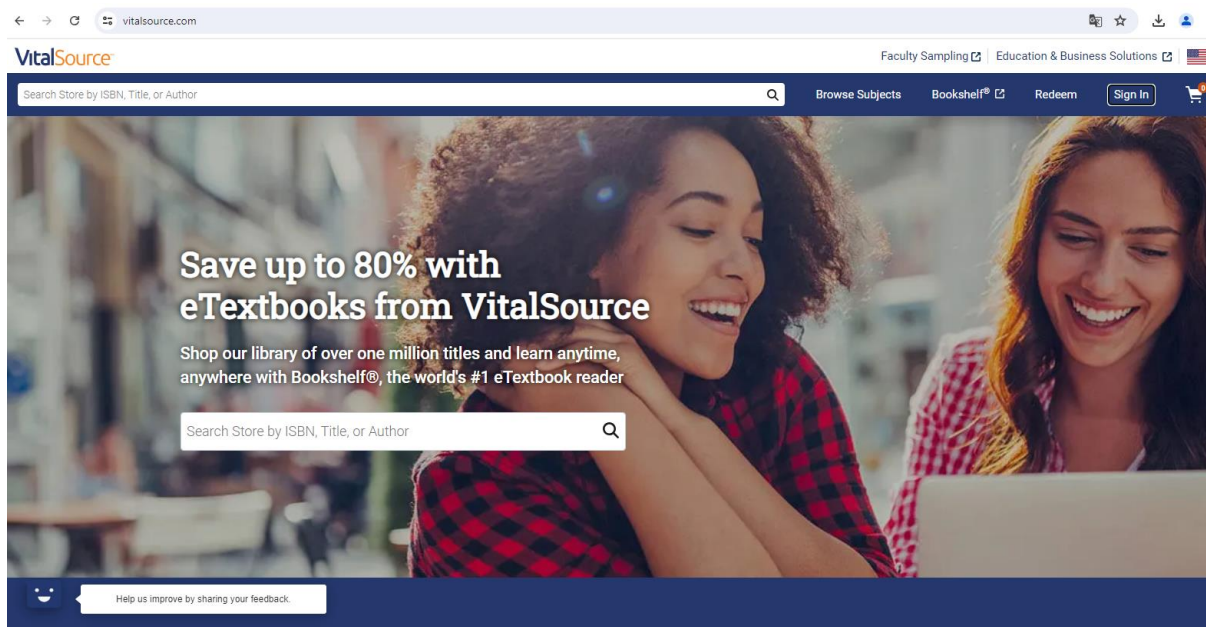 vitalsource.com
VitalSource
Faculty Sampling
Education & Business Solutions
Search Store by ISBN, Title, or Author
Browse Subjects
Bookshelf®
Redeem
Sign In
0
Save up to 80% with
eTextbooks from VitalSource
Shop our library of over one million titles and learn anytime,
anywhere with Bookshelf®, the world's #1 eTextbook reader
Search Store by ISBN, Title, or Author
Help us improve by sharing your feedback.